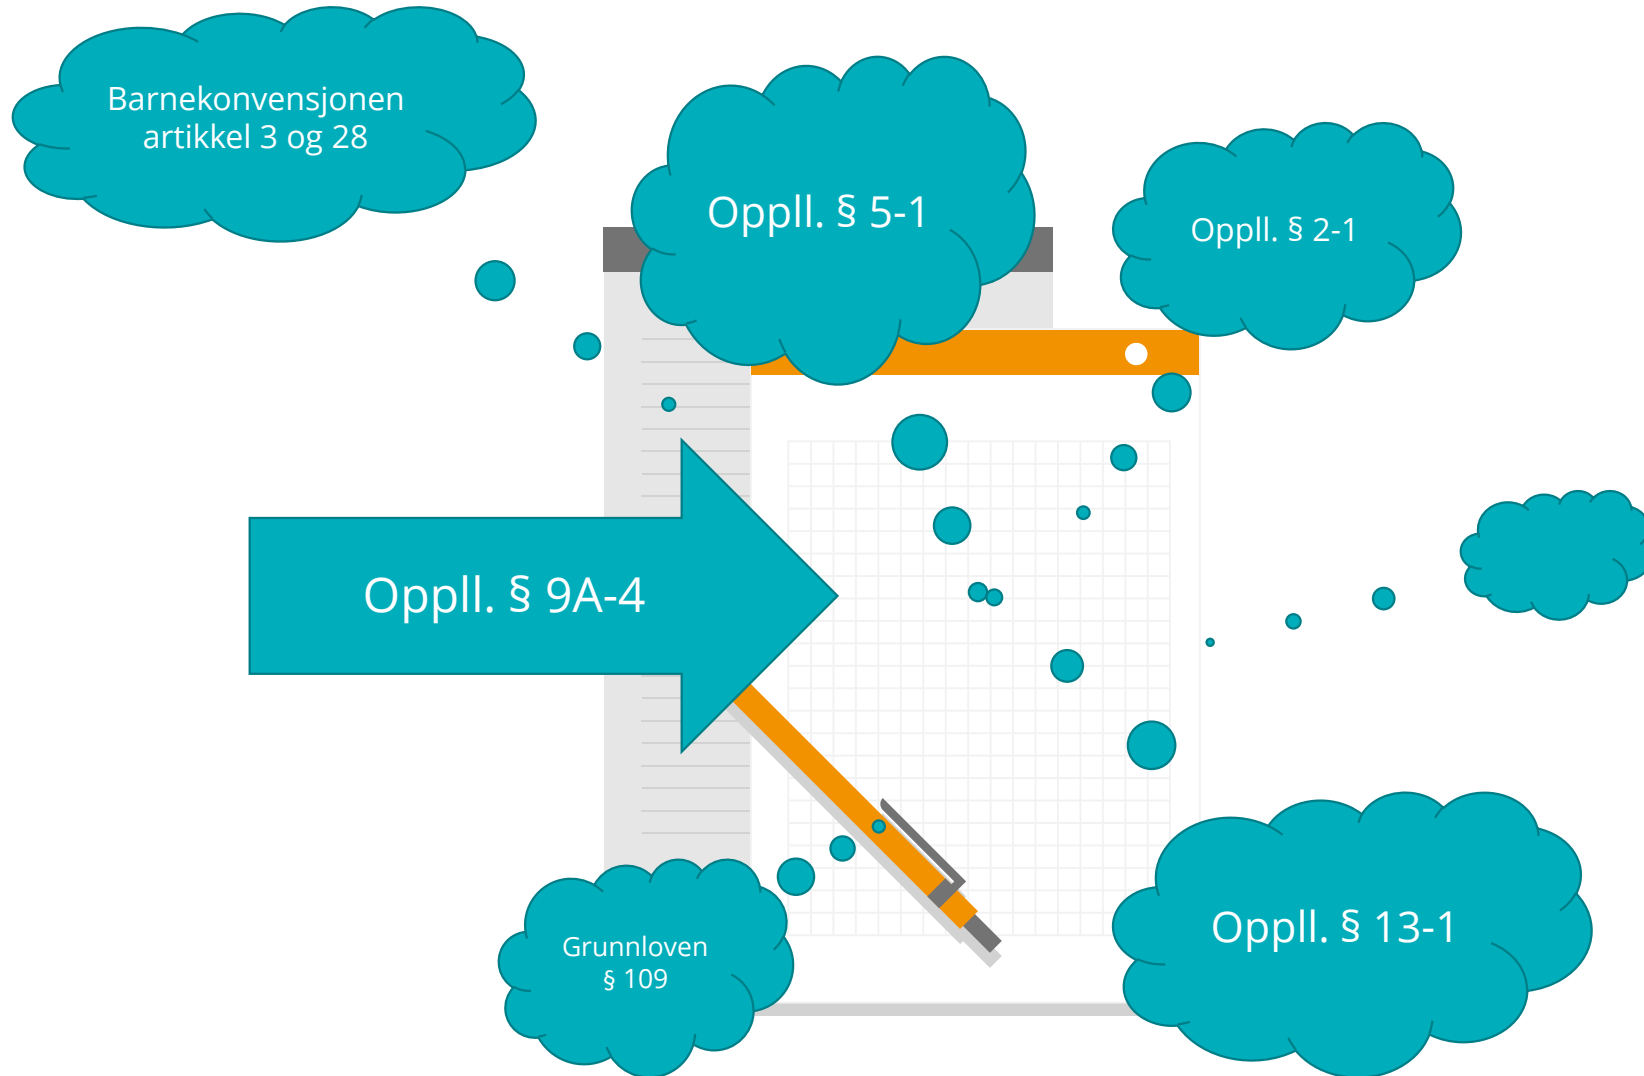 Barnekonvensjonen
artikkel 3 og 28
Oppll. § 5-1
Oppll. § 2-1
Oppll. § 9A-4
Oppll. § 13-1
Grunnloven
§ 109